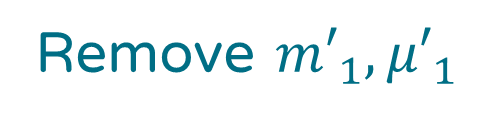 Remove m′₁, μ′₁